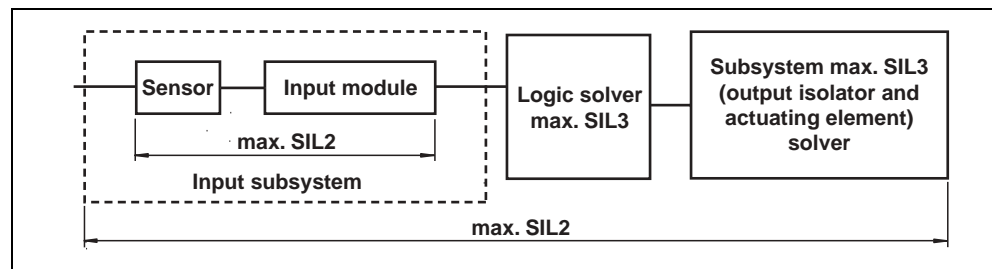 Sensor
Input module
max. SIL2
Input subsystem
Logic solver
max. SIL3
Subsystem max. SIL3
(output isolator and
actuating element)
solver
max. SIL2